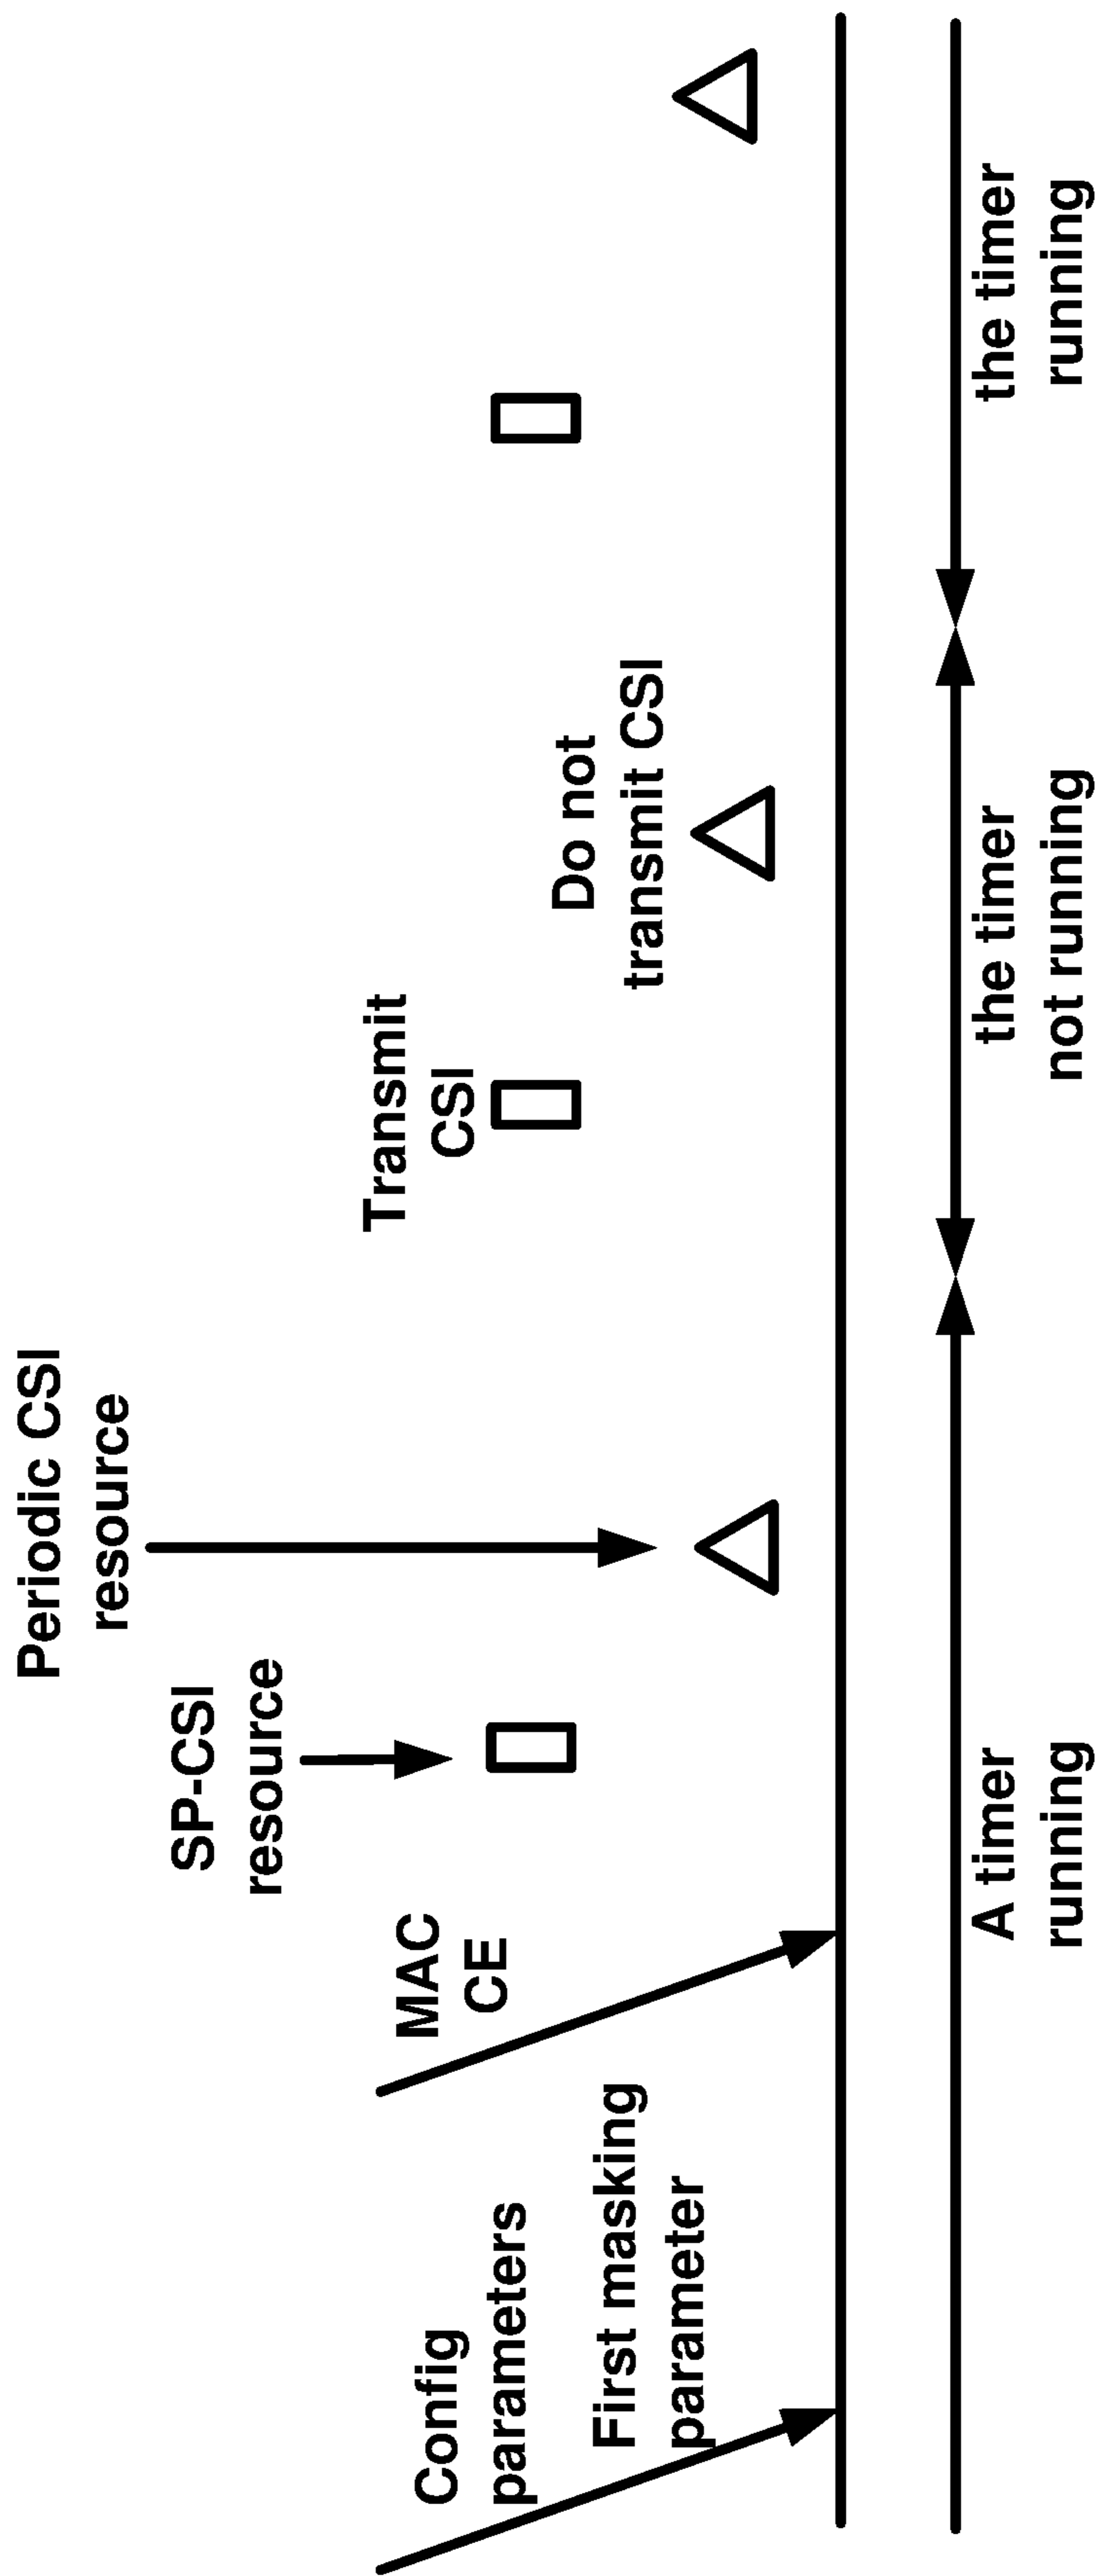 Periodic CSI
resource
SP-CSI
resource
MAC
CE
Config
parameters
First masking
parameter
Transmit
CSI
Do not
transmit CSI
A timer
running
the timer
not running
the timer
running